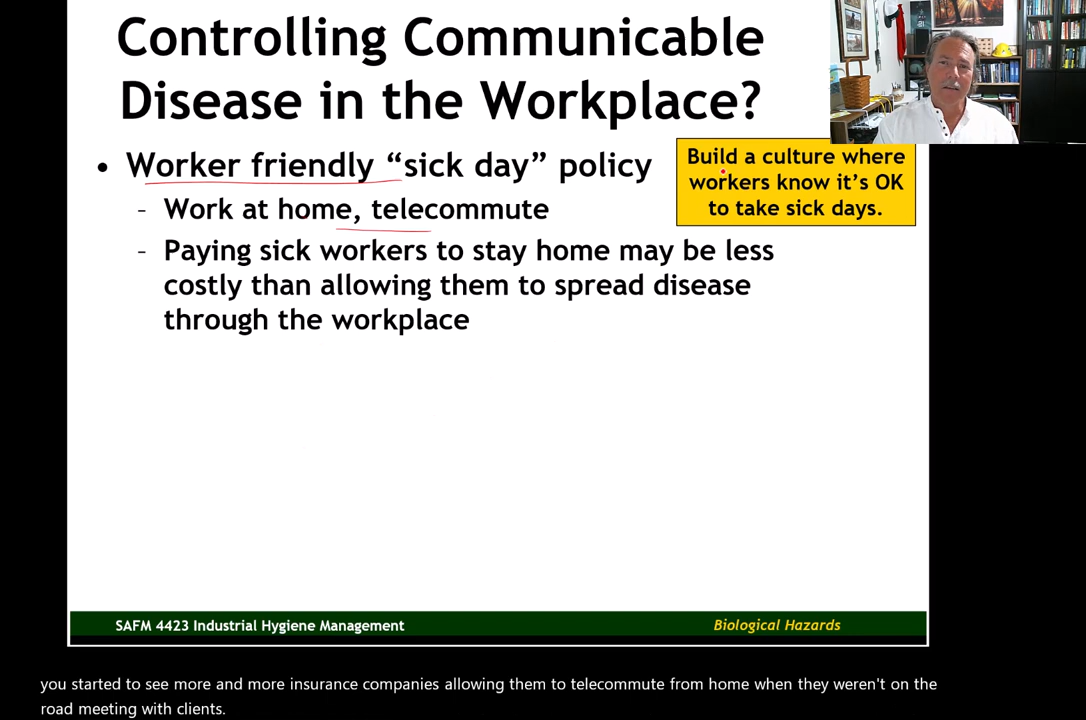 Controlling Communicable
Disease in the Workplace?
• Worker friendly “sick day” policy
- Work at home, telecommute
- Paying sick workers to stay home may be less
costly than allowing them to spread disease
through the workplace
Build a culture where
workers know it’s OK
to take sick days.
SAFM 4423 Industrial Hygiene Management
Biological Hazards
you started to see more and more insurance companies allowing them to telecommute from home when they weren't on the
road meeting with clients.